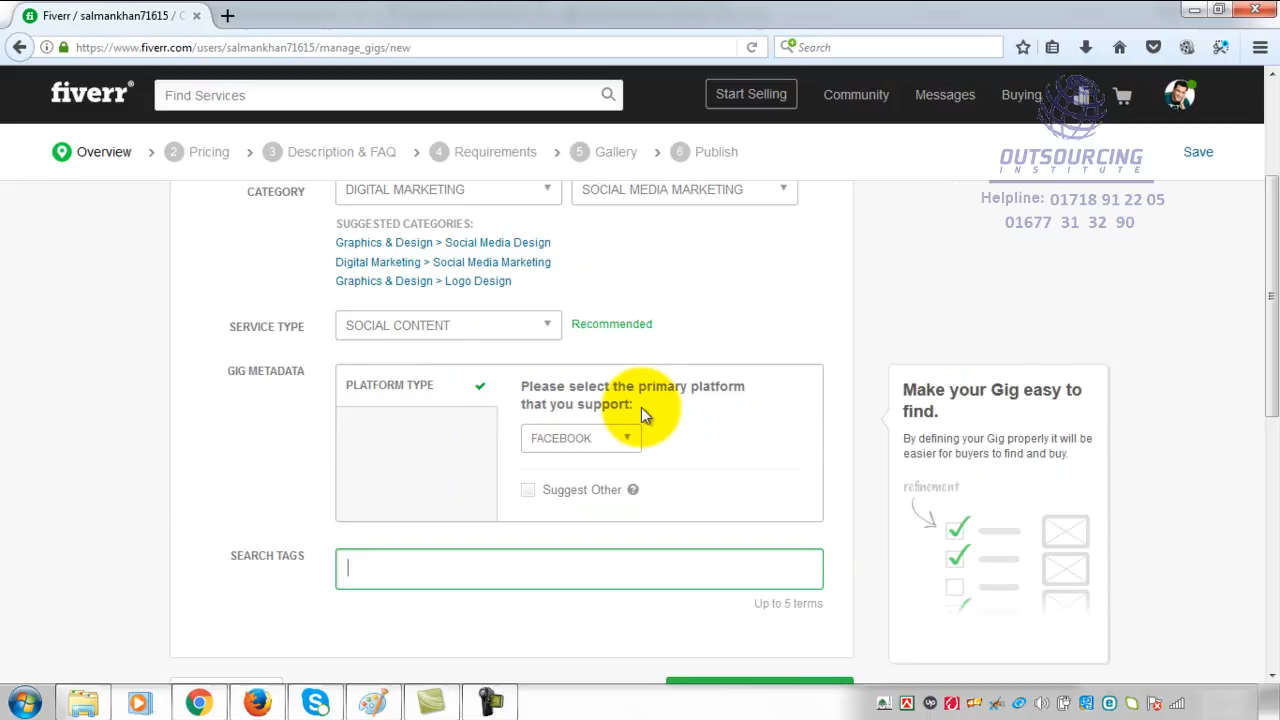 Fiverr / salmankhan71615 / C
https://www.fiverr.com/users/salmankhan71615/manage_gigs/new
Search
fiverr
Find Services
Start Selling
Community
Messages
Buying
Overview
2 Pricing
3 Description & FAQ
4 Requirements
5 Gallery
6 Publish
Save
OUTSOURCING
INSTITUTE
Helpline: 01718 91 22 05
01677 31 32 90
CATEGORY
DIGITAL MARKETING
SOCIAL MEDIA MARKETING
SUGGESTED CATEGORIES:
Graphics & Design > Social Media Design
Digital Marketing > Social Media Marketing
Graphics & Design > Logo Design
SERVICE TYPE
SOCIAL CONTENT
Recommended
GIG METADATA
PLATFORM TYPE
Please select the primary platform
that you support:
FACEBOOK
Suggest Other
Make your Gig easy to
find.
By defining your Gig properly it will be
easier for buyers to find and buy.
refinement
SEARCH TAGS
Up to 5 terms